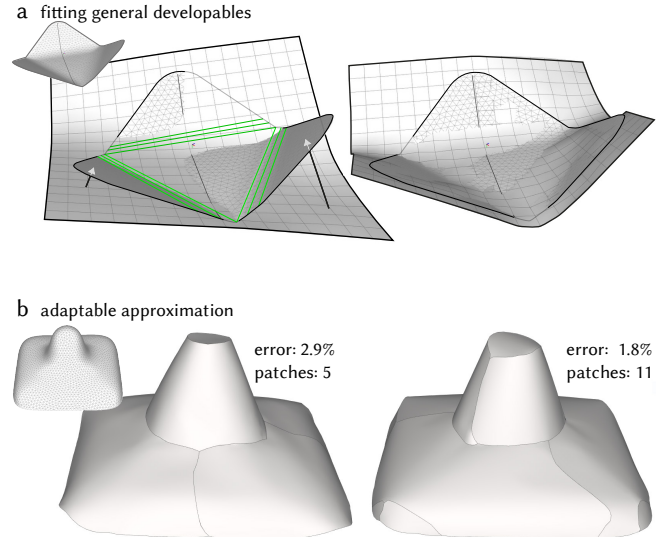 a fitting general developables
b adaptable approximation
error: 2.9%
patches: 5
error: 1.8%
patches: 11